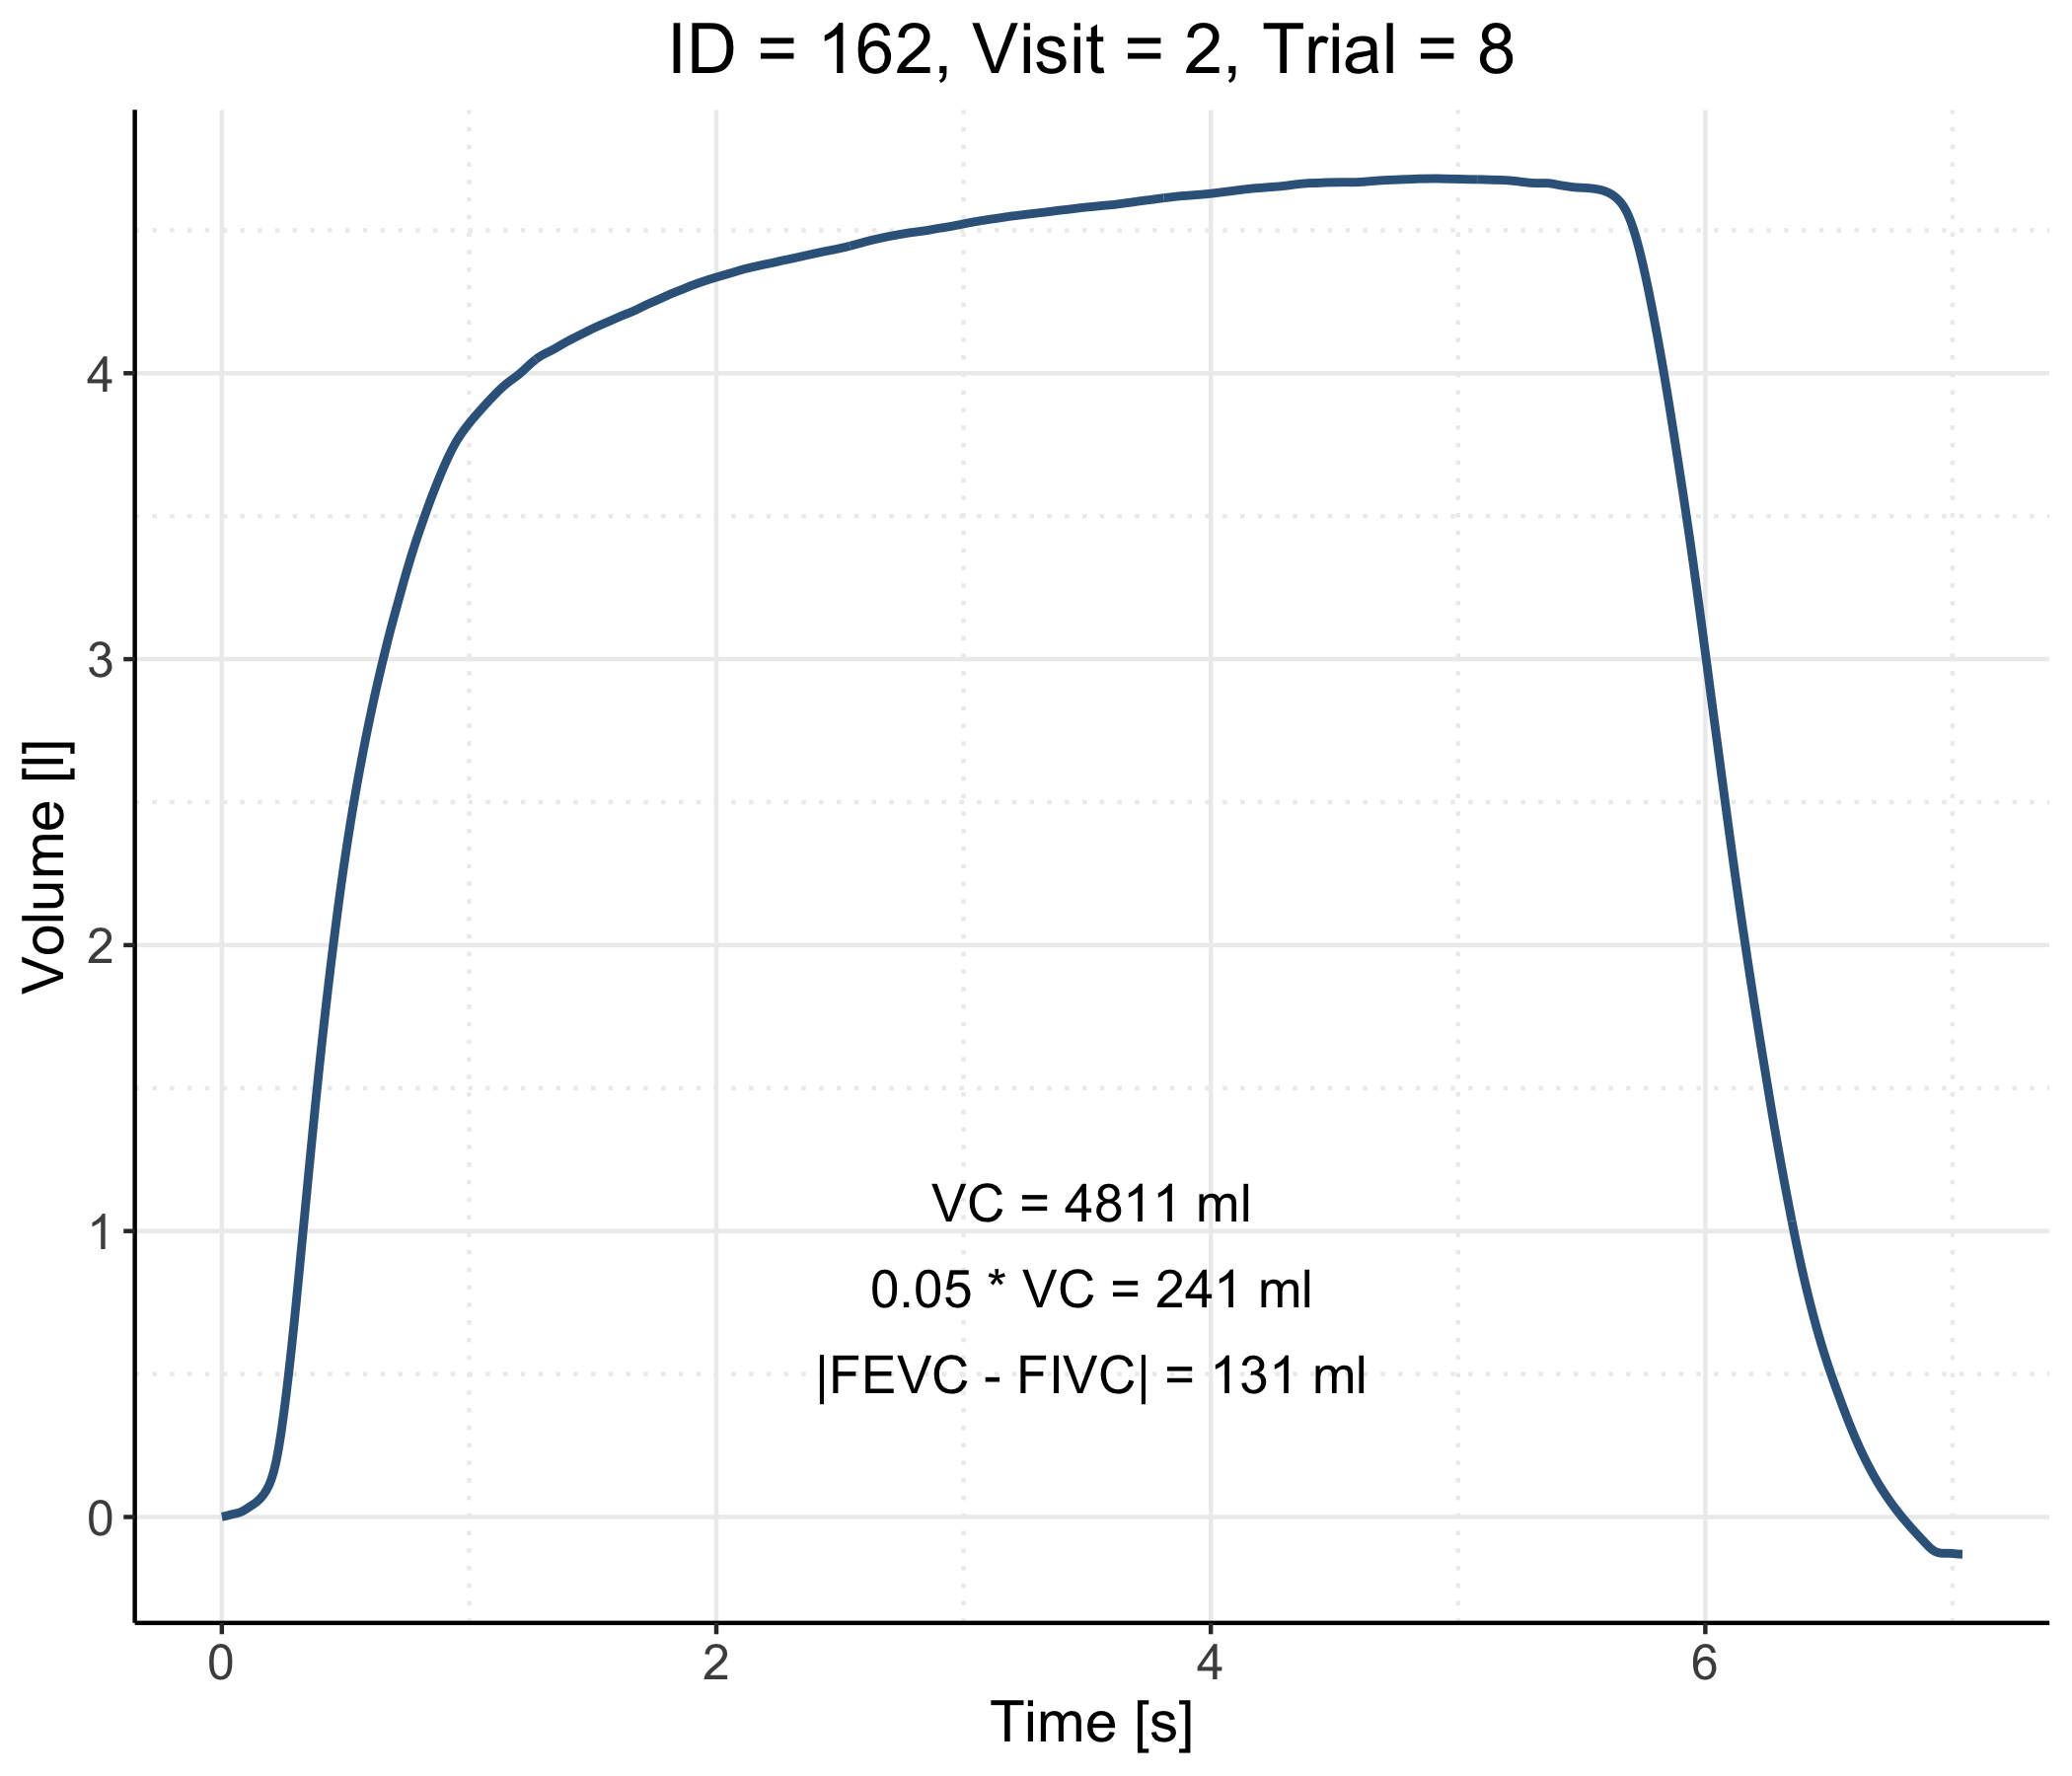 ID = 162, Visit = 2, Trial = 8
Volume [l]
4
3
2
1
0
VC = 4811 ml
0.05 * VC = 241 ml
|FEVC - FIVC| = 131 ml
0 2 4 6
Time [s]